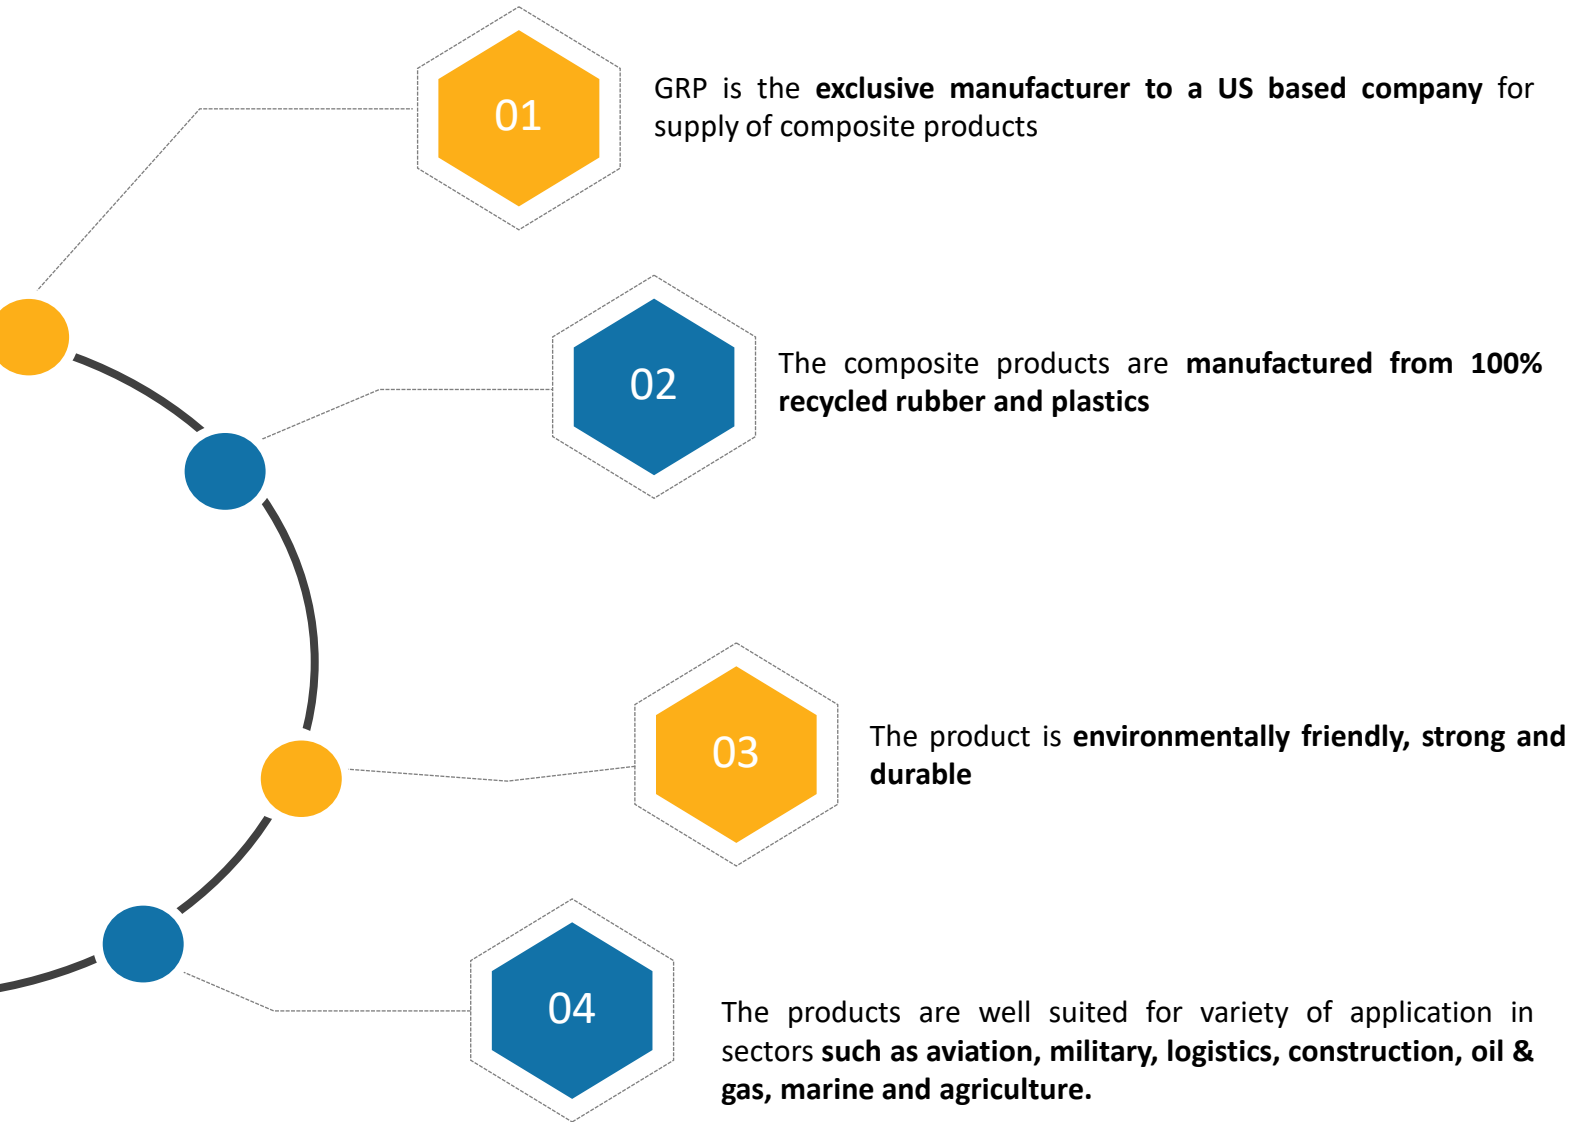 01
GRP is the exclusive manufacturer to a US based company for
supply of composite products
02
The composite products are manufactured from 100%
recycled rubber and plastics
03
The product is environmentally friendly, strong and
durable
04
The products are well suited for variety of application in
sectors such as aviation, military, logistics, construction, oil &
gas, marine and agriculture.